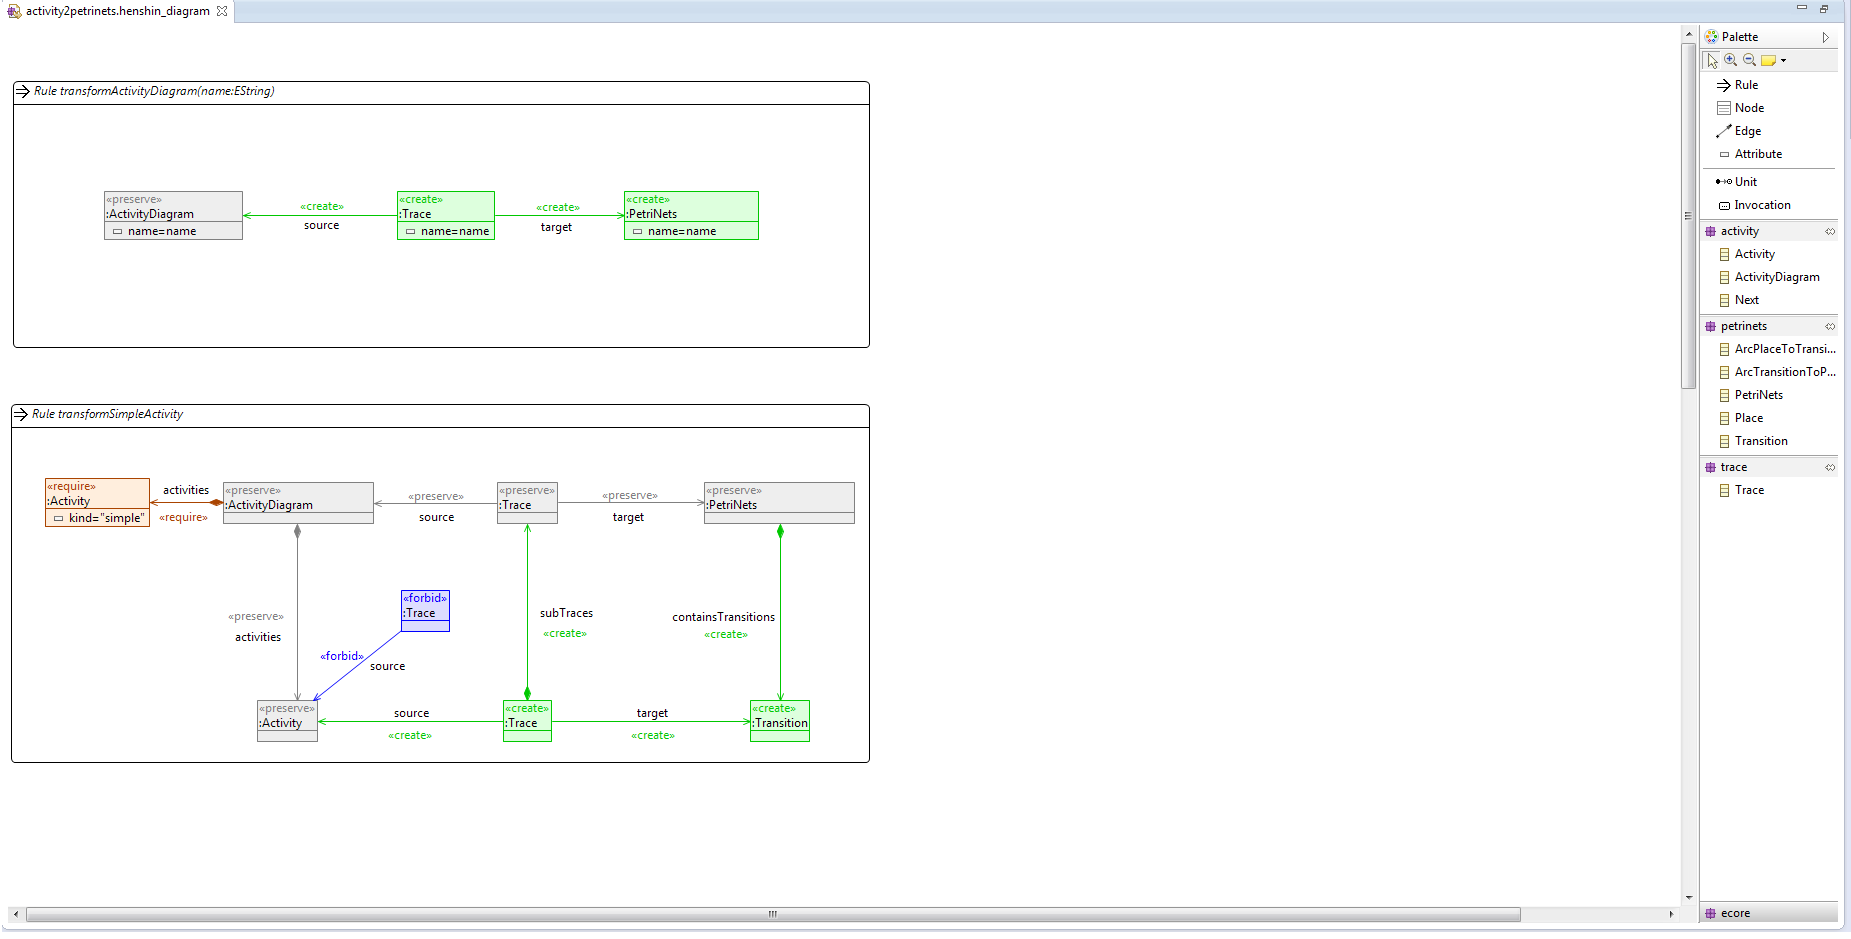 activity2petrinets.henshin_diagram
Rule transformActivityDiagram(name:EString)
«preserve»
:ActivityDiagram
name=name
«create»
source
«create»
:Trace
name=name
«create»
target
«create»
:PetriNets
name=name
Rule transformSimpleActivity
«require»
:Activity
kind="simple"
activities
«require»
«preserve»
:ActivityDiagram
«preserve»
source
«preserve»
:Trace
«preserve»
target
«preserve»
:PetriNets
«preserve»
activities
«forbid»
:Trace
«forbid»
source
subTraces
«create»
containsTransitions
«create»
«preserve»
:Activity
source
«create»
«create»
:Trace
target
«create»
«create»
:Transition
Palette
Rule
Node
Edge
Attribute
Unit
Invocation
activity
Activity
ActivityDiagram
Next
petrinets
ArcPlaceToTransi...
ArcTransitionToP...
PetriNets
Place
Transition
trace
Trace
ecore